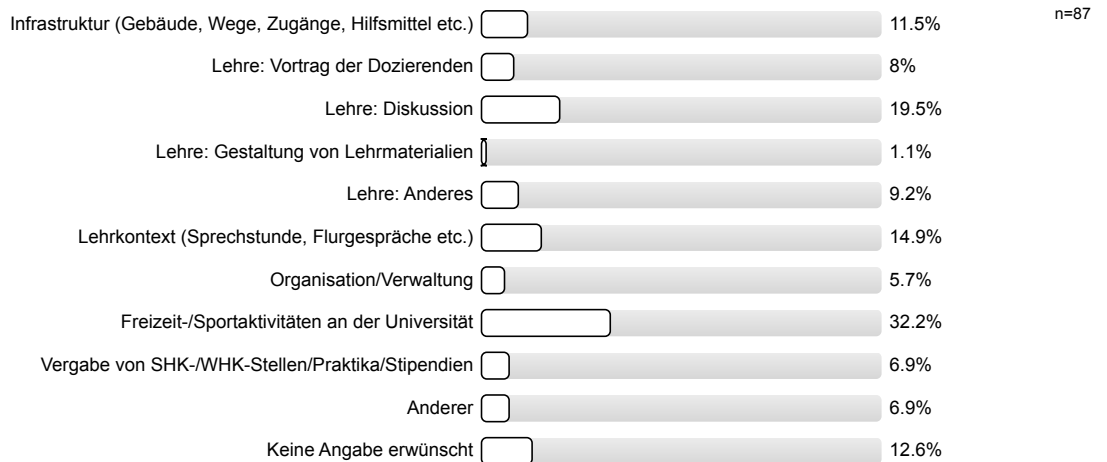 n=87
Infrastruktur (Gebäude, Wege, Zugänge, Hilfsmittel etc.) 11.5%
Lehre: Vortrag der Dozierenden 8%
Lehre: Diskussion 19.5%
Lehre: Gestaltung von Lehrmaterialien 1.1%
Lehre: Anderes 9.2%
Lehrkontext (Sprechstunde, Flurgespräche etc.) 14.9%
Organisation/Verwaltung 5.7%
Freizeit-/Sportaktivitäten an der Universität 32.2%
Vergabe von SHK-/WHK-Stellen/Praktika/Stipendien 6.9%
Anderer 6.9%
Keine Angabe erwünscht 12.6%